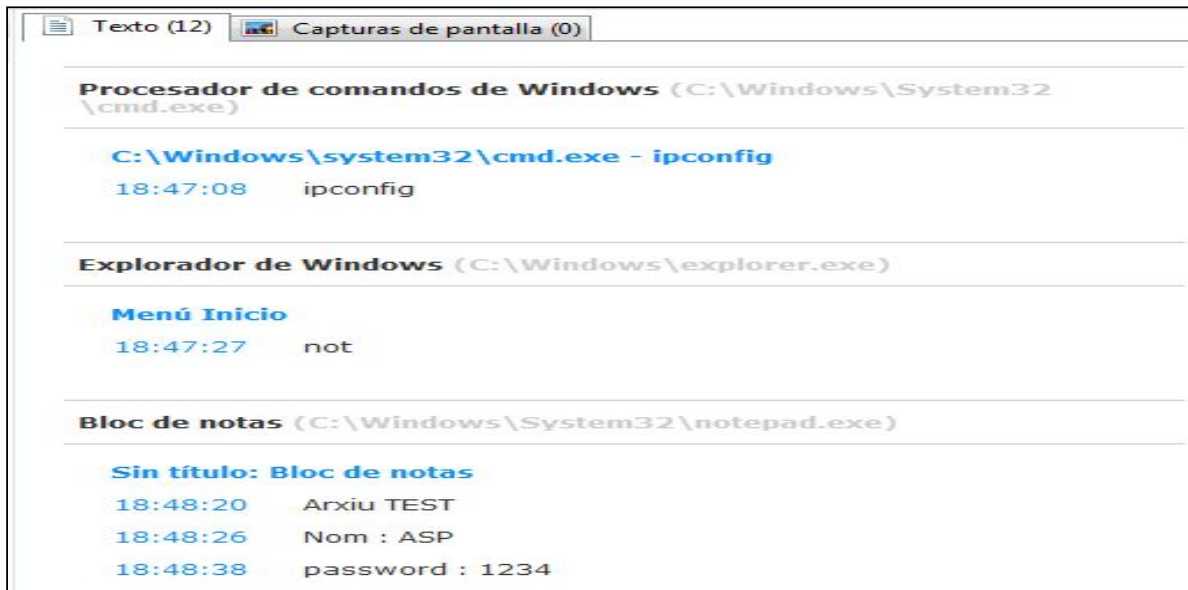 Texto (12) Capturas de pantalla (0)
Procesador de comandos de Windows (C:\Windows\System32
\cmd.exe)
C:\Windows\system32\cmd.exe - ipconfig
18:47:08 ipconfig
Explorador de Windows (C:\Windows\explorer.exe)
Menú Inicio
18:47:27 not
Bloc de notas (C:\Windows\System32\notepad.exe)
Sin título: Bloc de notas
18:48:20 Arxiu TEST
18:48:26 Nom : ASP
18:48:38 password : 1234